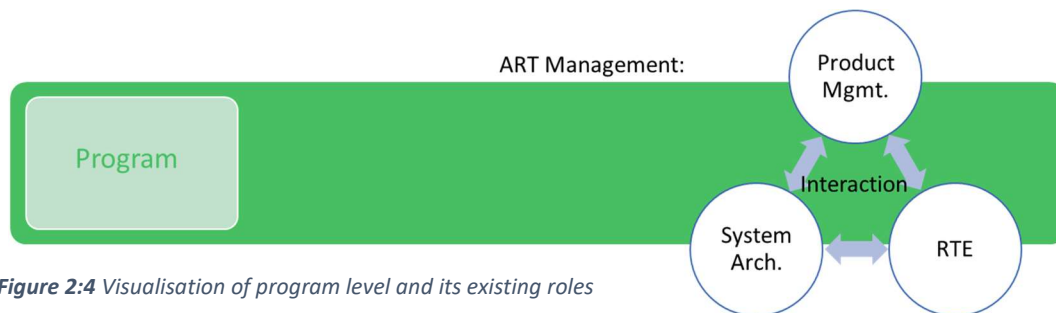 ART Management:
Product
Mgmt.
Program
Interaction
System
Arch.
RTE
Figure 2:4 Visualisation of program level and its existing roles